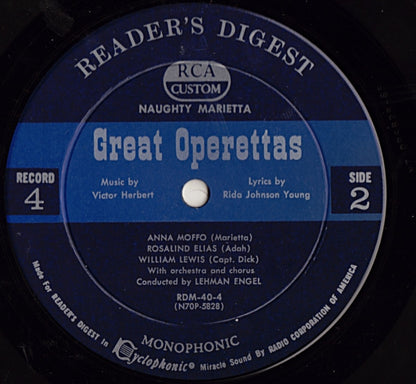 READER'S DIGEST
RCA
CUSTOM
NAUGHTY MARIETTA
Great Operettas
RECORD
4
Music by
Victor Herbert
Lyrics by
Rida Johnson Young
SIDE
2
ANNA MOFFO (Marietta)
ROSALIND ELIAS (Adah)
WILLIAM LEWIS (Capt. Dick)
With orchestra and chorus
Conducted by LEHMAN ENGEL
RDM-40-4
(N70P-5828)
MONOPHONIC
Made For READER'S DIGEST In Cyclophonic® Miracle Sound By RADIO CORPORATION OF AMERICA